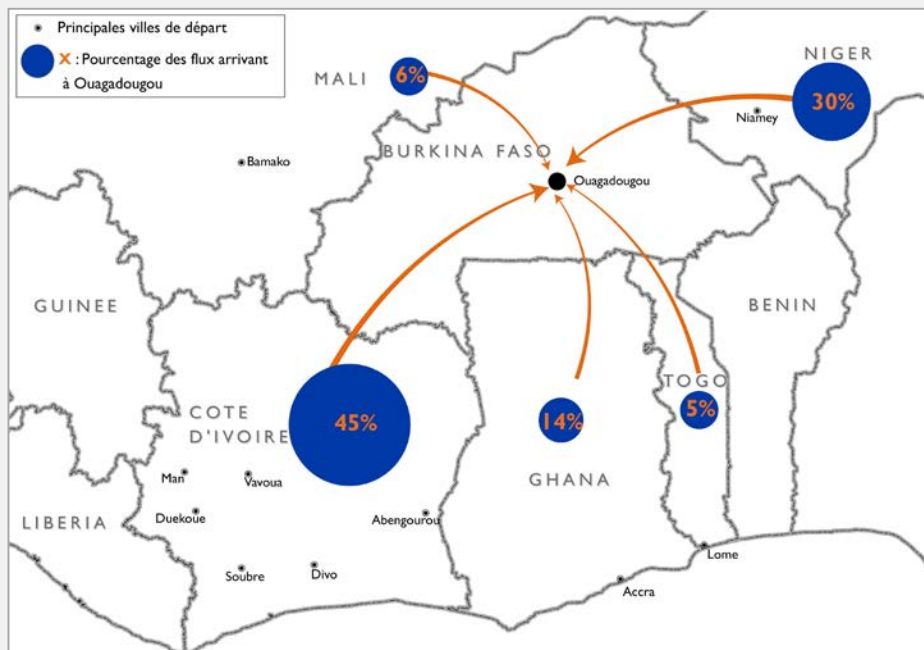 Principales villes de départ
X : Pourcentage des flux arrivant
à Ouagadougou
MALI
6%
NIGER
30%
Niamey
BURKINA FASO
Bamako
Ouagadougou
GUINEE
BENIN
TOGO
5%
COTE
D'IVOIRE
45%
14%
GHANA
Man
Vavoua
Duekoue
Abengourou
LIBERIA
Soubre
Divo
Lome
Accra